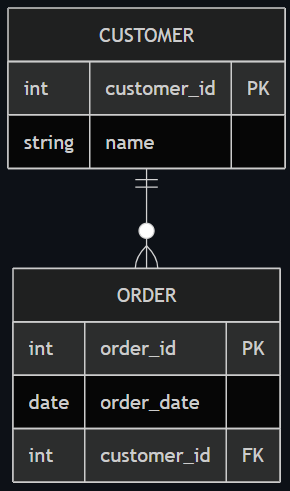 CUSTOMER
int customer_id PK
string name
ORDER
int order_id PK
date order_date
int customer_id FK